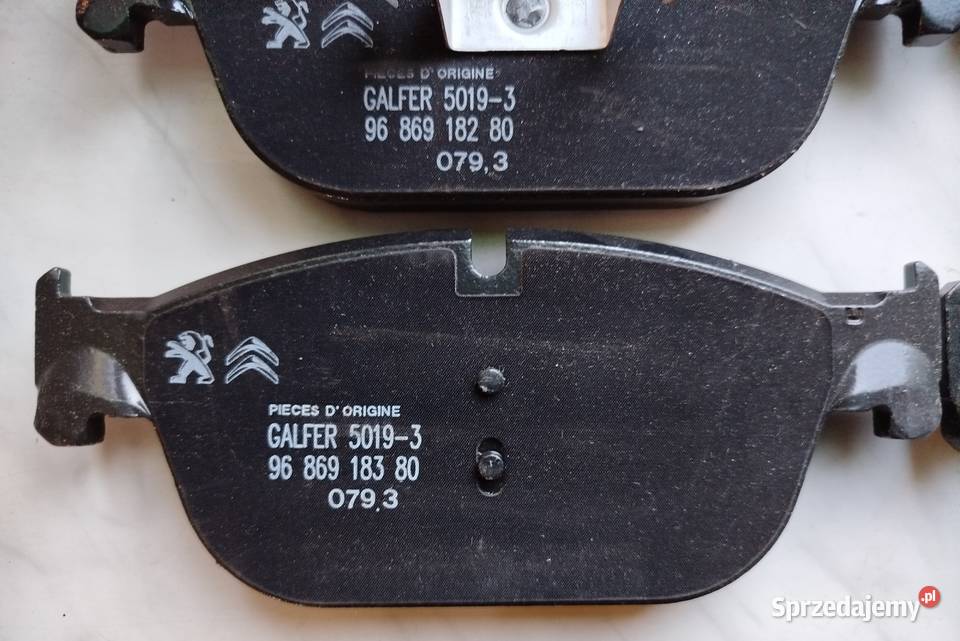 PIECES D' ORIGINE
GALFER 5019-3
96 869 182 80
079,3
PIECES D' ORIGINE
GALFER 5019-3
96 869 183 80
079,3
Sprzedajemy.pl